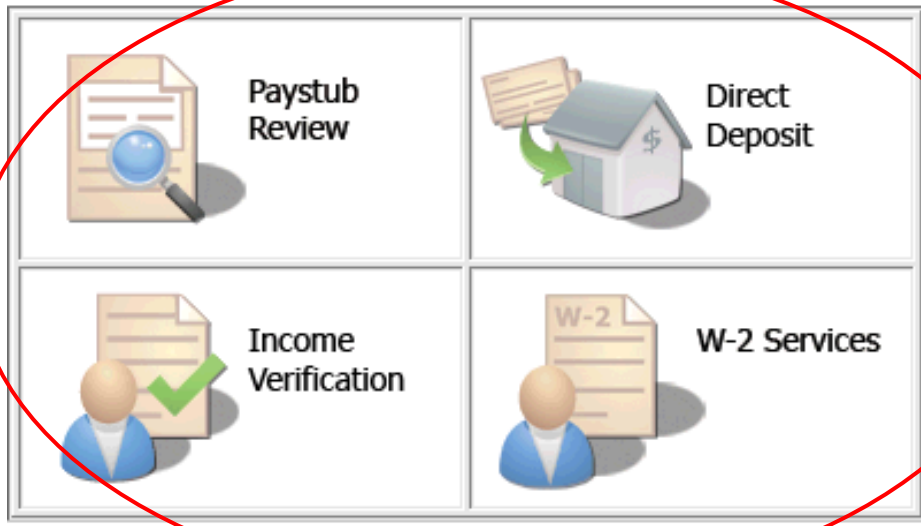 Paystub
Review
Direct
Deposit
$
Income
Verification
W-2
W-2 Services